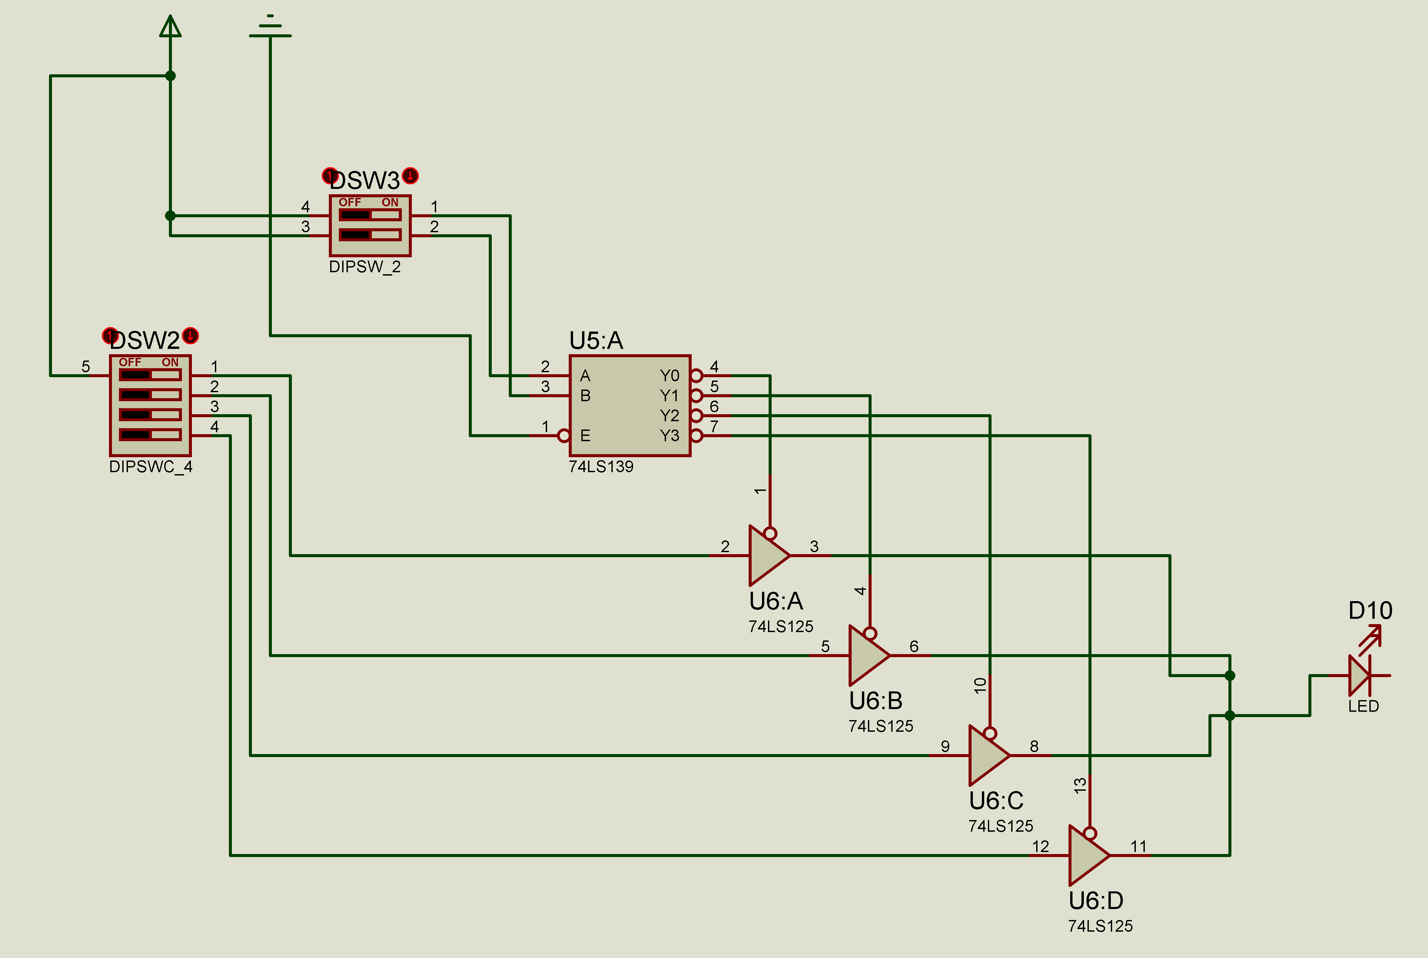 DSW3
OFF ON
4 1
3 2
DIPSW_2
DSW2
OFF ON
5 1
2
3
4
DIPSWC_4
U5:A
2 A Y0 4
3 B Y1 5
Y2 6
1 E Y3 7
74LS139
1
2 3
U6:A
74LS125
4
5 6
U6:B
74LS125
10
9 8
U6:C
74LS125
13
12 11
U6:D
74LS125
D10
LED